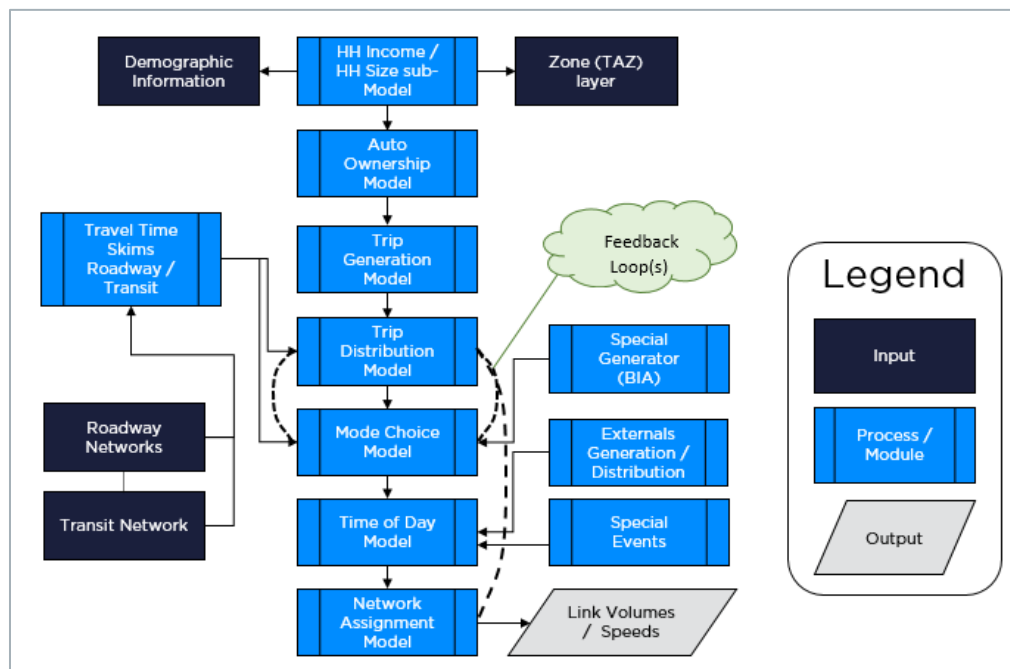 Demographic
Information
HH Income /
HH Size sub-
Model
Zone (TAZ)
layer
Auto
Ownership
Model
Travel Time
Skims
Roadway /
Transit
Trip
Generation
Model
Feedback
Loop(s)
Legend
Input
Process /
Module
Output
Trip
Distribution
Model
Special
Generator
(BIA)
Roadway
Networks
Mode Choice
Model
Externals
Generation /
Distribution
Transit Network
Time of Day
Model
Special
Events
Network
Assignment
Model
Link Volumes
/ Speeds